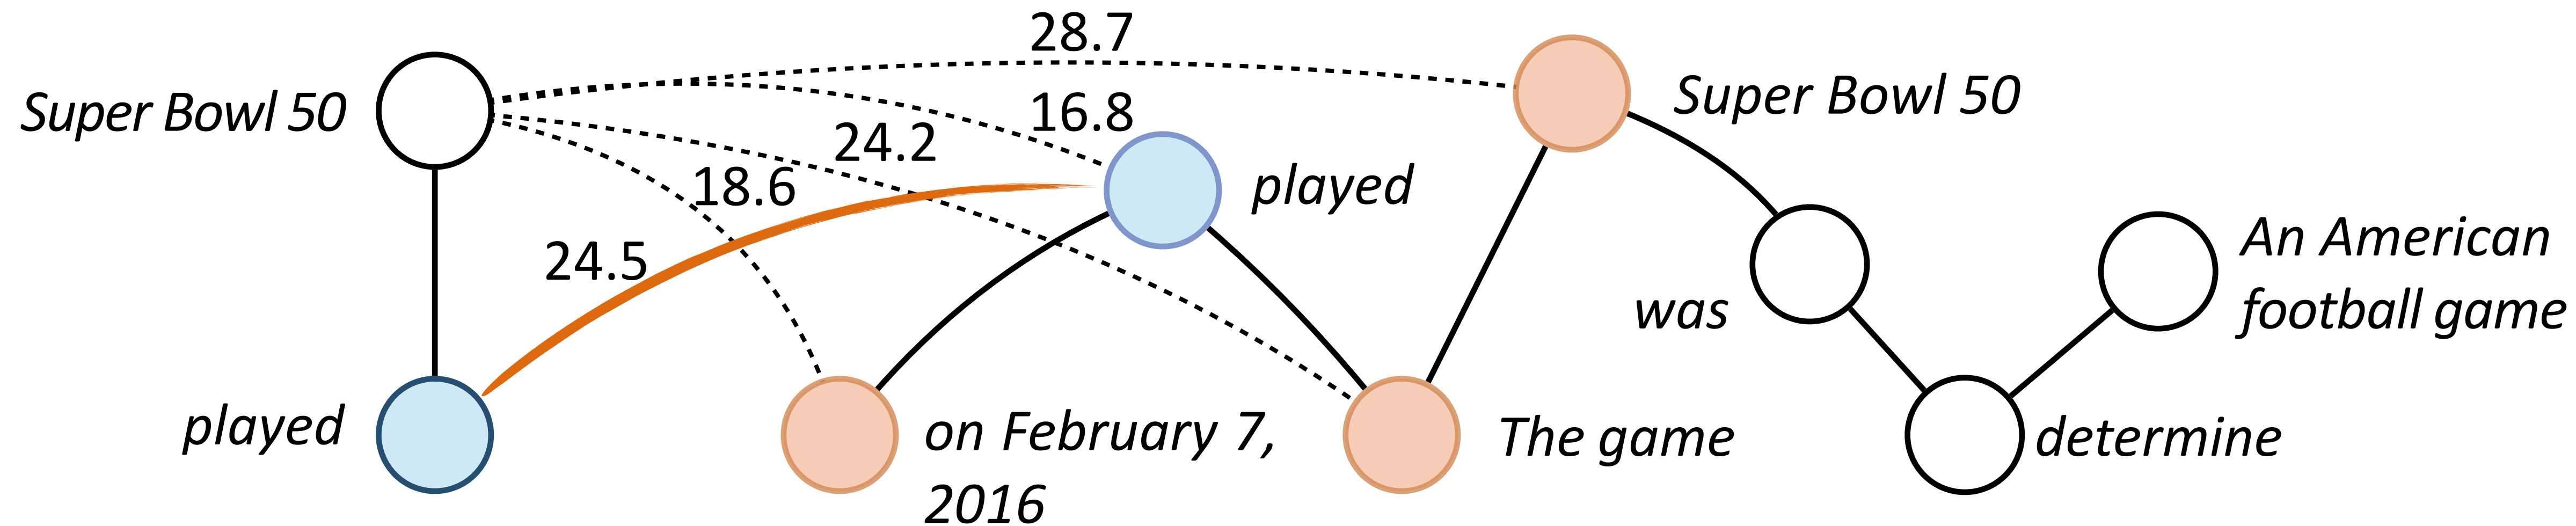 28.7
Super Bowl 50
Super Bowl 50
16.8
24.2
18.6
played
24.5
An American
football game
was
played
on February 7,
2016
The game
determine